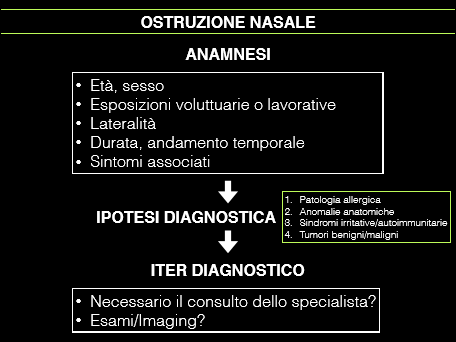 OSTRUZIONE NASALE
ANAMNESI
• Età, sesso
• Esposizioni voluttuarie o lavorative
• Lateralità
• Durata, andamento temporale
• Sintomi associati
IPOTESI DIAGNOSTICA
1. Patologia allergica
2. Anomalie anatomiche
3. Sindromi irritative/autoimmunitarie
4. Tumori benigni/maligni
ITER DIAGNOSTICO
• Necessario il consulto dello specialista?
• Esami/Imaging?